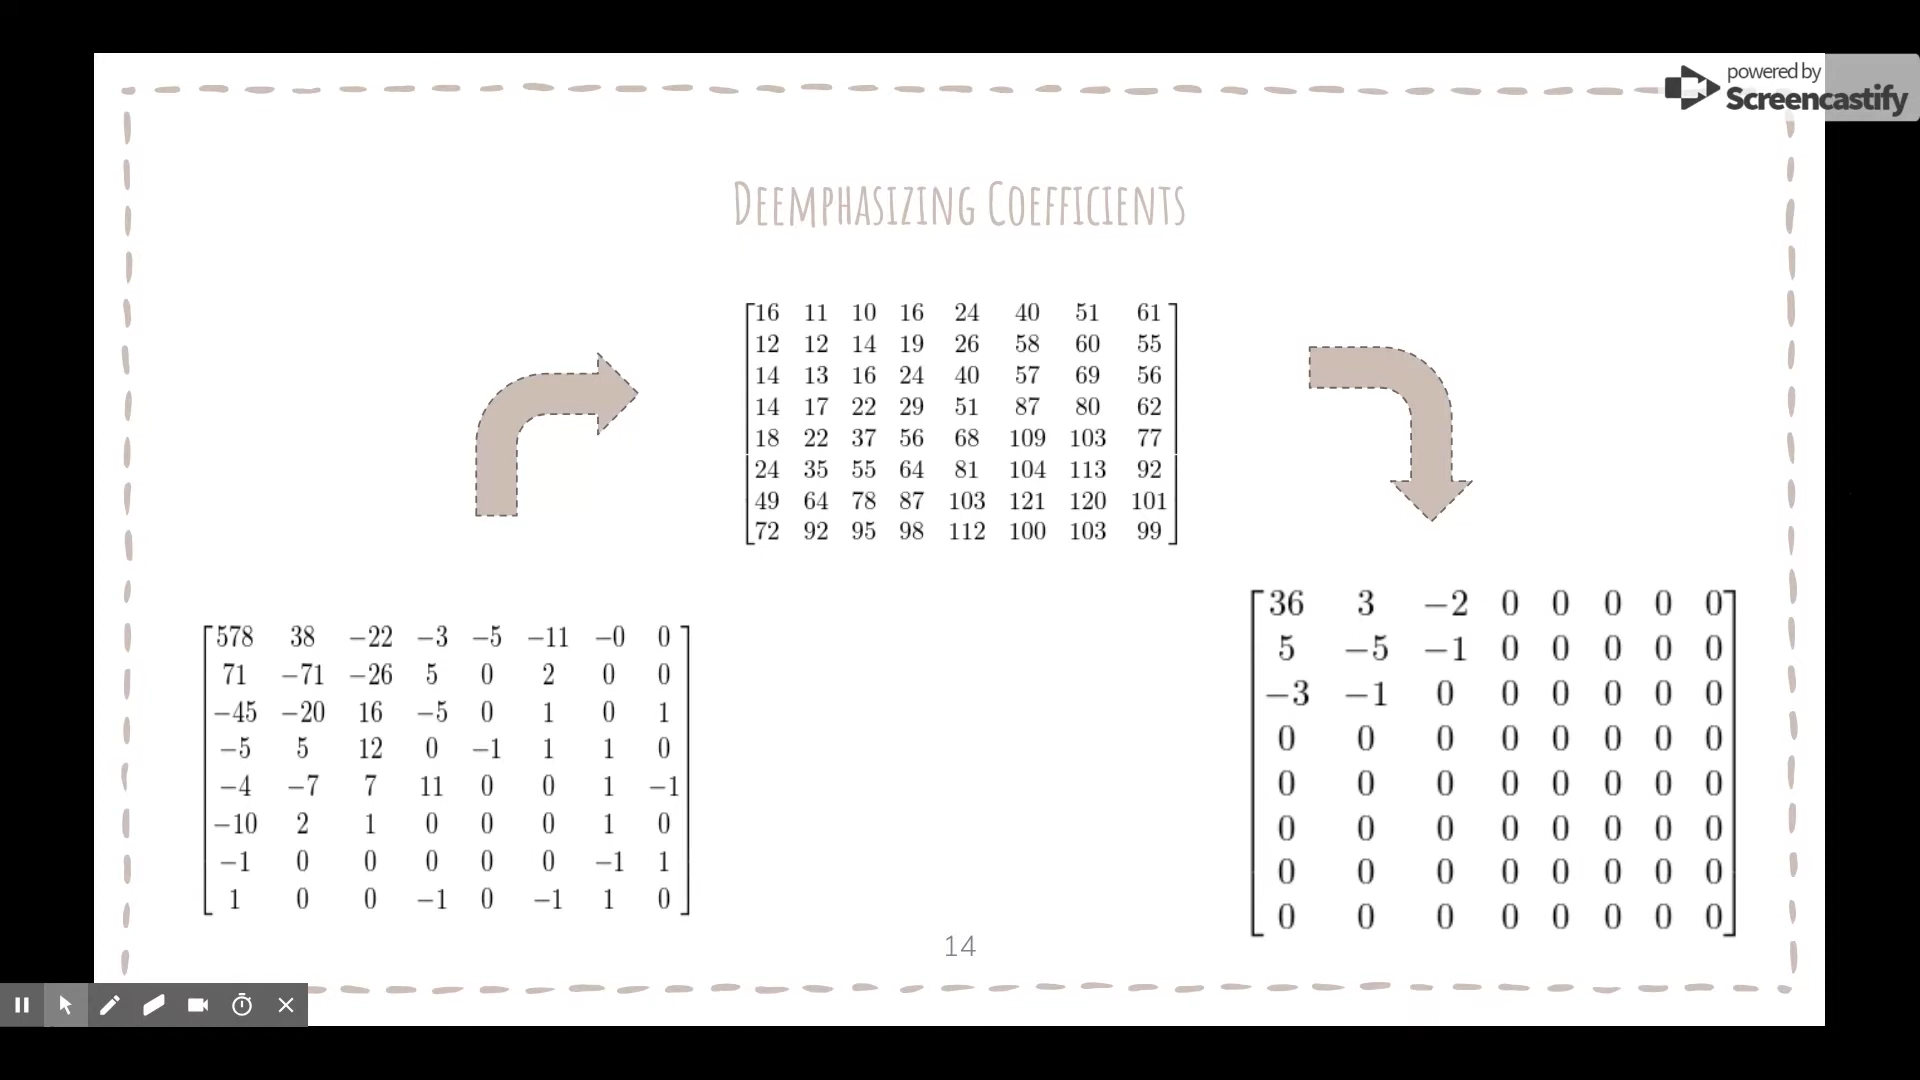 powered by
Screencastify
DEEMPHASIZING COEFFICIENTS
16 11 10 16 24 40 51 61
12 12 14 19 26 58 60 55
14 13 16 24 40 57 69 56
14 17 22 29 51 87 80 62
18 22 37 56 68 109 103 77
24 35 55 64 81 104 113 92
49 64 78 87 103 121 120 101
72 92 95 98 112 100 103 99
578 38 −22 −3 −5 −11 −0 0
71 −71 −26 5 0 2 0 0
−45 −20 16 −5 0 1 0 1
−5 5 12 0 −1 1 1 0
−4 −7 7 11 0 0 1 −1
−10 2 1 0 0 0 1 0
−1 0 0 0 0 0 −1 1
1 0 0 −1 0 −1 1 0
36 3 −2 0 0 0 0 0
5 −5 −1 0 0 0 0 0
−3 −1 0 0 0 0 0 0
0 0 0 0 0 0 0 0
0 0 0 0 0 0 0 0
0 0 0 0 0 0 0 0
0 0 0 0 0 0 0 0
0 0 0 0 0 0 0 0
14